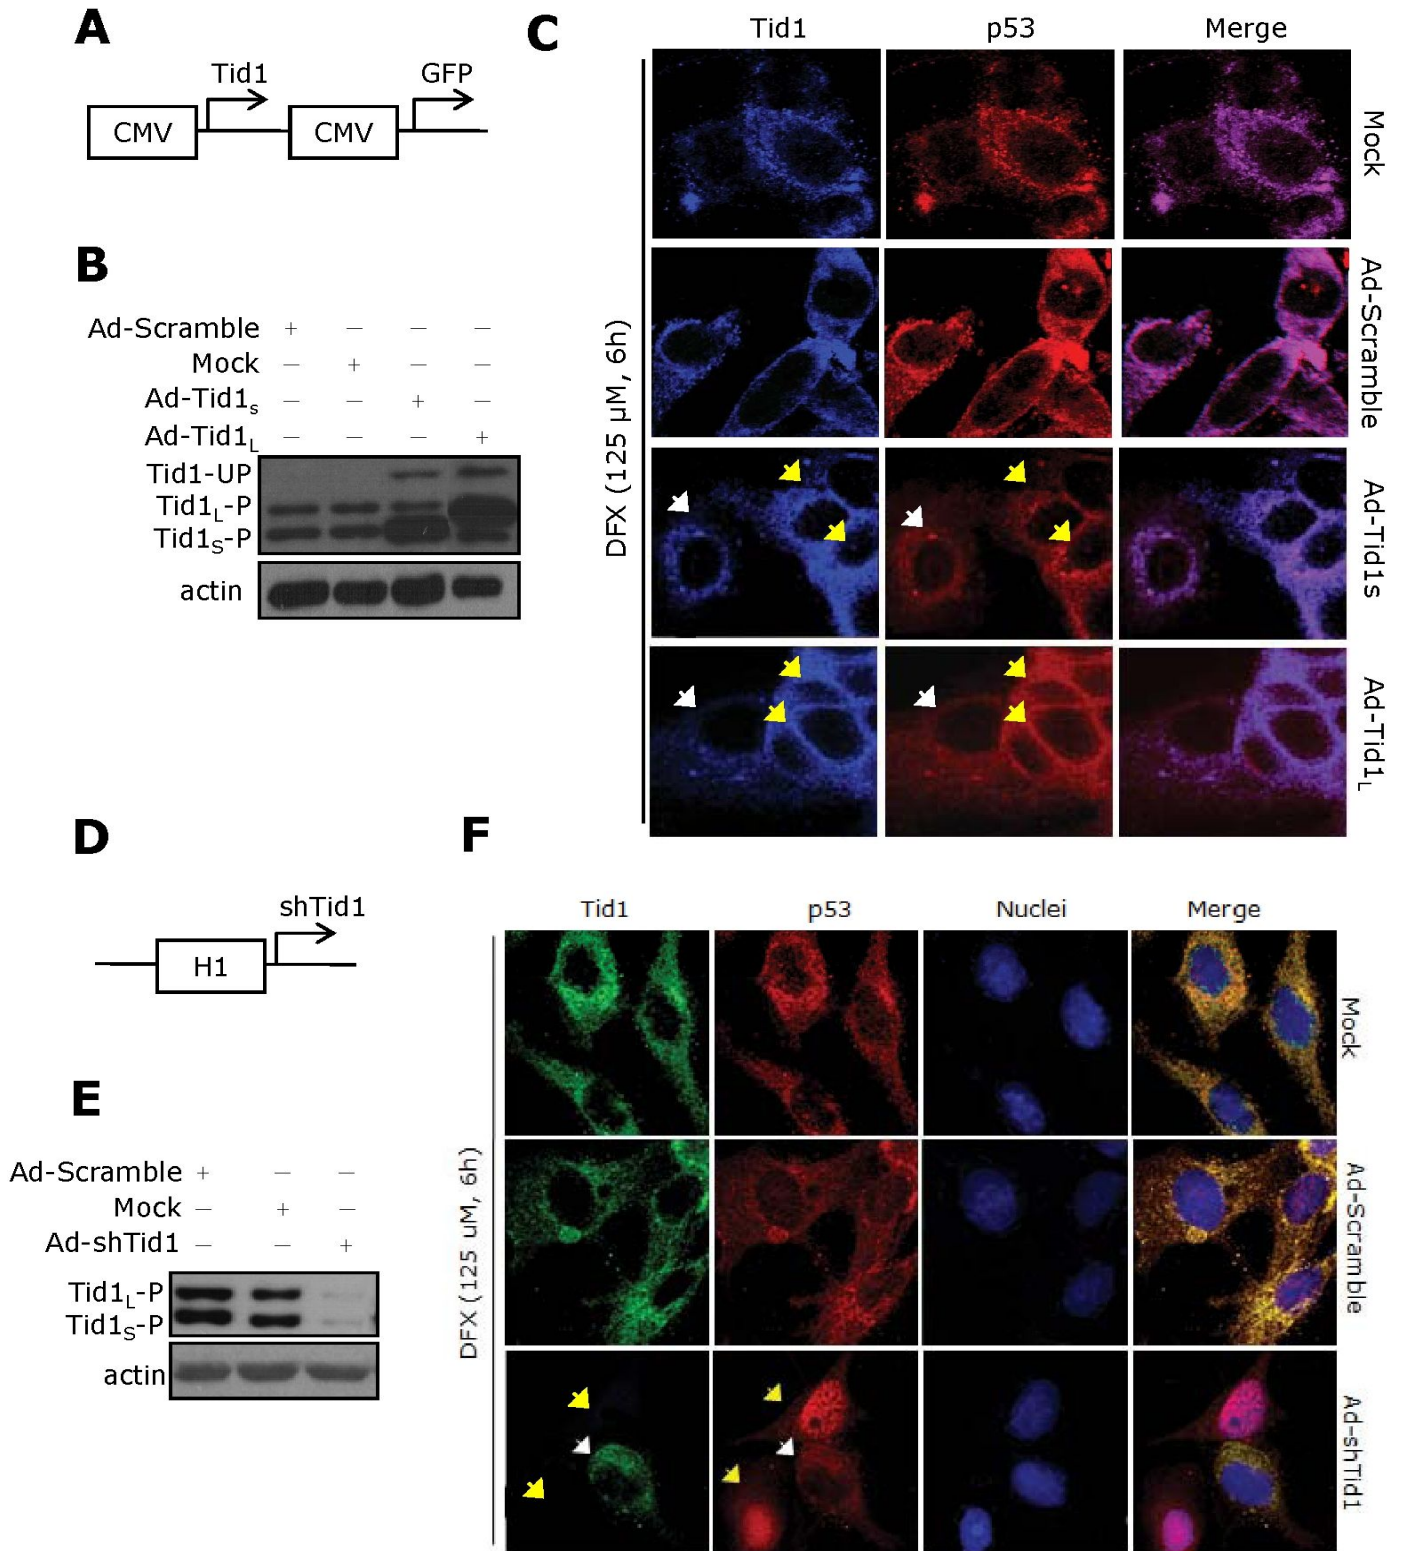 A
Tid1 GFP
CMV CMV
B
Ad-Scramble + – – –
Mock – + – –
Ad-Tid1s – – + –
Ad-Tid1L – – – +
Tid1-UP
Tid1L-P
Tid1S-P
actin
C
Tid1 p53 Merge
DFX (125 µM, 6h)
Mock
Ad-Scramble
Ad-Tid1s
Ad-Tid1L
D
shTid1
H1
E
Ad-Scramble + – –
Mock – + –
Ad-shTid1 – – +
Tid1L-P
Tid1S-P
actin
F
Tid1 p53 Nuclei Merge
DFX (125 uM, 6h)
Mock
Ad-Scramble
Ad-shTid1